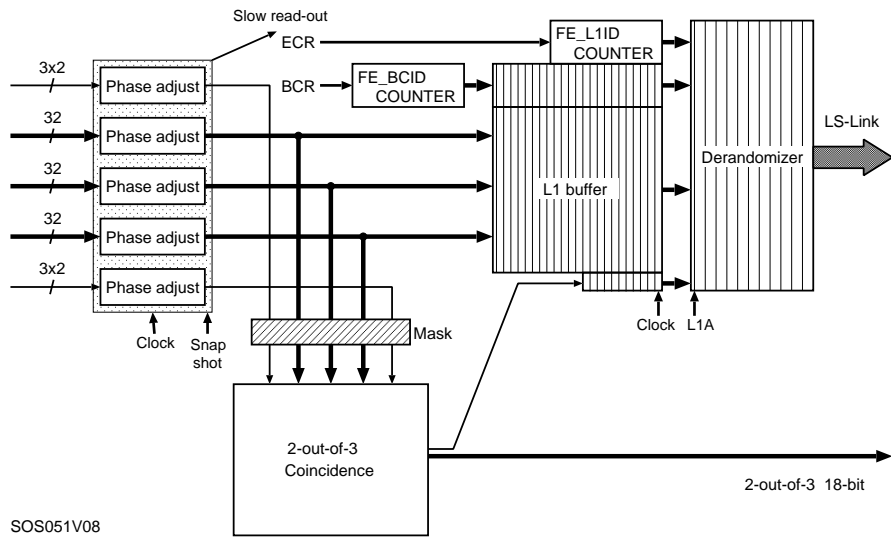 Slow read-out
ECR
FE_L1ID
COUNTER
3x2
Phase adjust
BCR
FE_BCID
COUNTER
32
Phase adjust
LS-Link
Derandomizer
32
Phase adjust
L1 buffer
32
Phase adjust
3x2
Phase adjust
Clock
Snap
shot
Mask
Clock
L1A
2-out-of-3
Coincidence
2-out-of-3 18-bit
SOS051V08